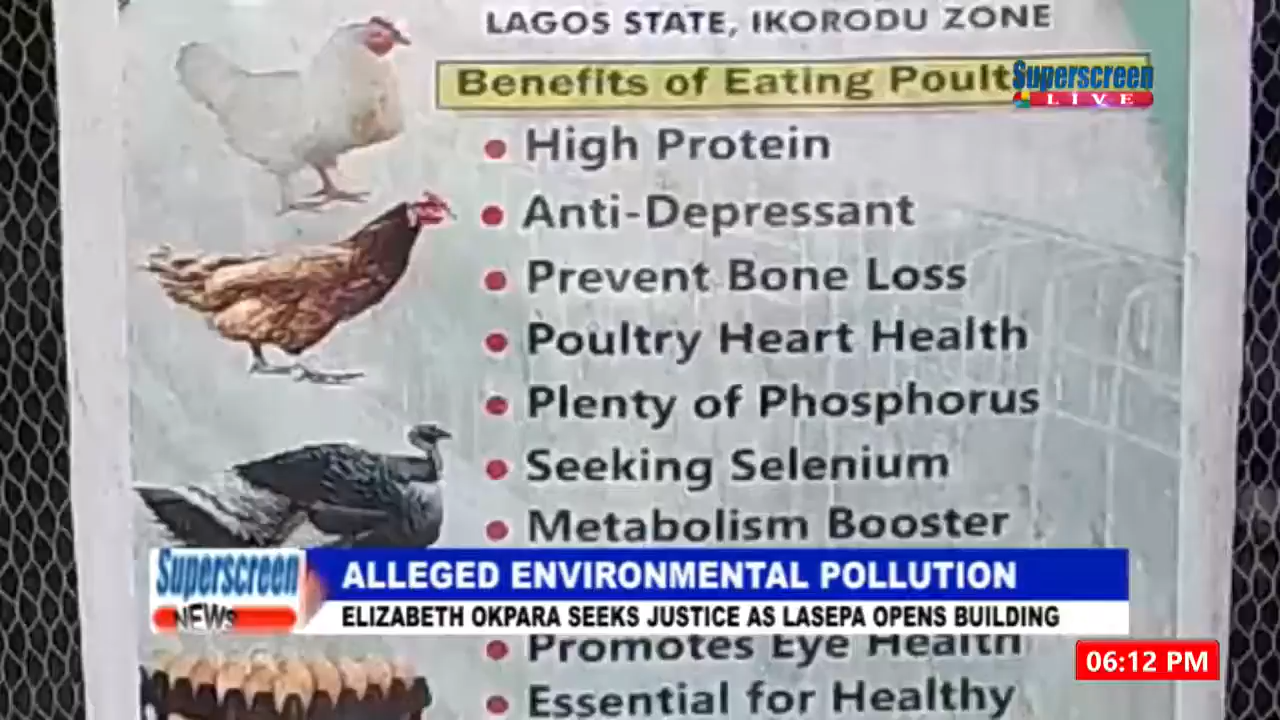 LAGOS STATE, IKORODU ZONE
Benefits of Eating Poult
Superscreen
LIVE
• High Protein
• Anti-Depressant
• Prevent Bone Loss
• Poultry Heart Health
• Plenty of Phosphorus
• Seeking Selenium
• Metabolism Booster
Superscreen
NEWS
ALLEGED ENVIRONMENTAL POLLUTION
ELIZABETH OKPARA SEEKS JUSTICE AS LASEPA OPENS BUILDING
• Promotes Eye Health
06:12 PM
• Essential for Healthy